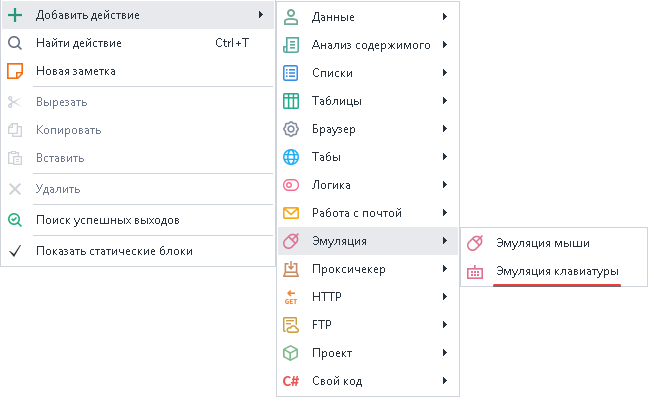 Добавить действие
Найти действие Ctrl+T
Новая заметка
Вырезать
Копировать
Вставить
Удалить
Поиск успешных выходов
Показать статические блоки
Данные
Анализ содержимого
Списки
Таблицы
Браузер
Табы
Логика
Работа с почтой
Эмуляция
Проксичекер
GET HTTP
FTP
Проект
C# Свой код
Эмуляция мыши
Эмуляция клавиатуры